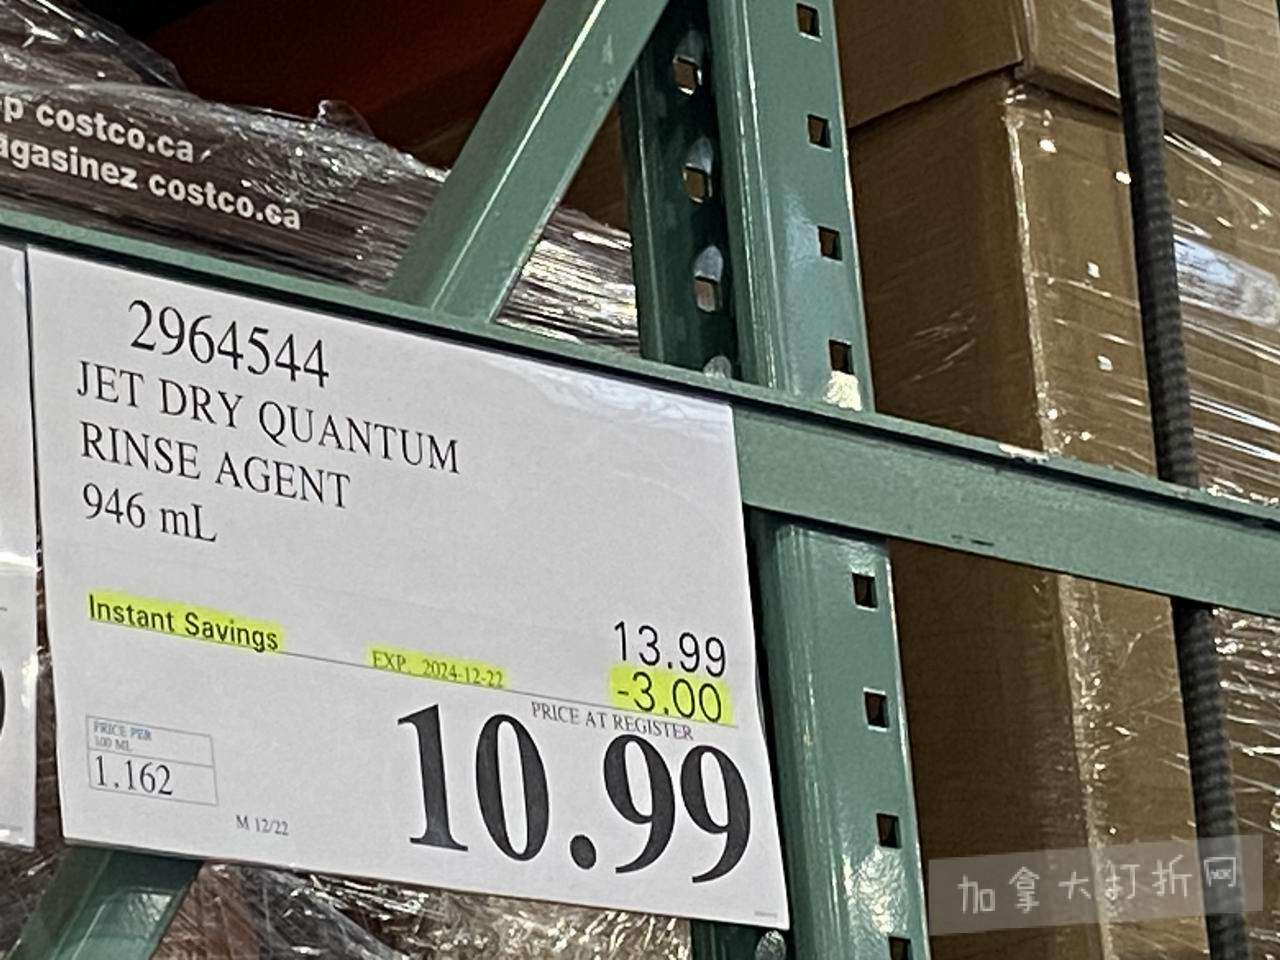 p costco.ca
agasinez costco.ca
2964544
JET DRY QUANTUM
RINSE AGENT
946 mL
13.99
Instant Savings EXP. 2024-12-22 -3.00
PRICE AT REGISTER
10.99
PRICE PER
100 ML
1.162
M 12/22
加拿大打折网